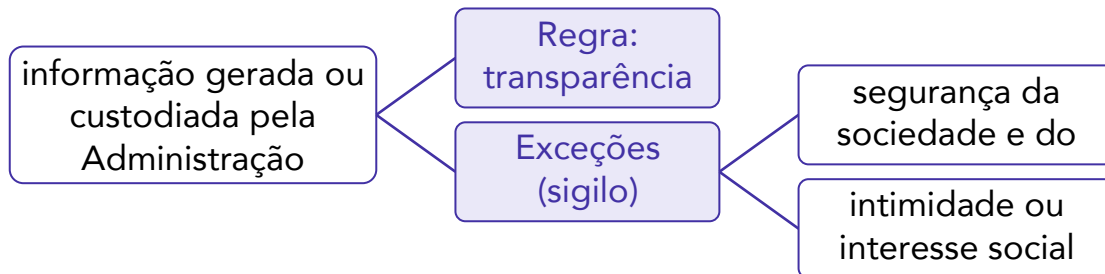 informação gerada ou
custodiada pela
Administração
Regra:
transparência
Exceções
(sigilo)
segurança da
sociedade e do
intimidade ou
interesse social